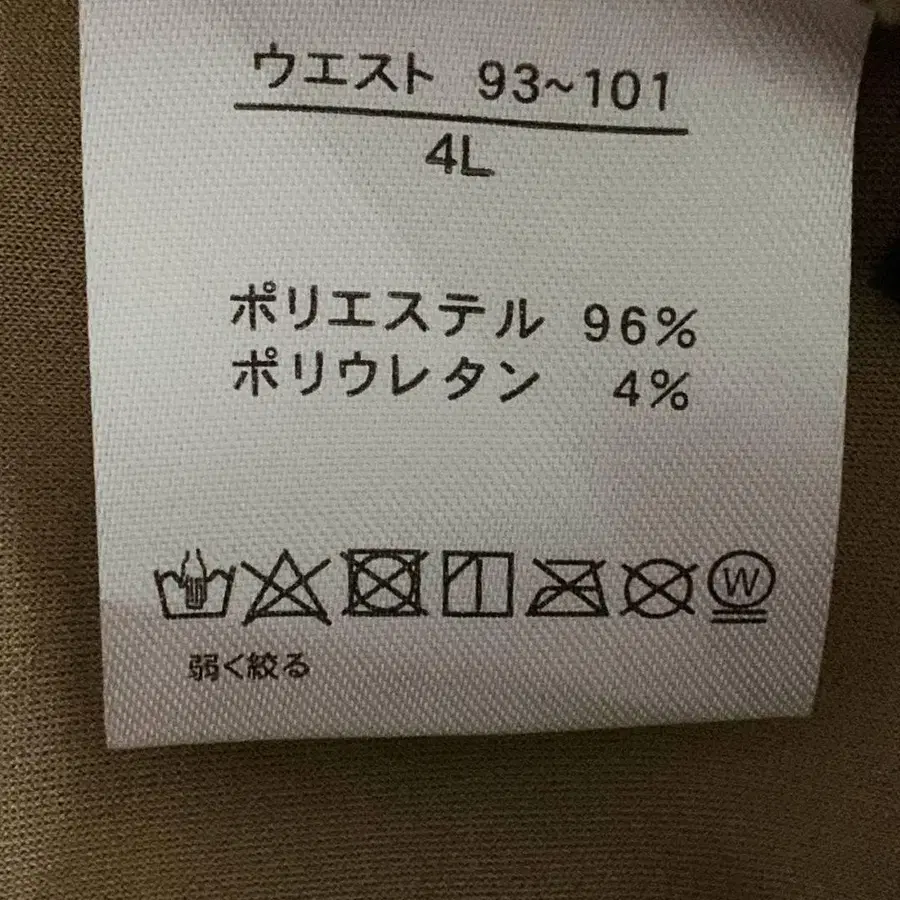 ウエスト 93~101
4L
ポリエステル 96%
ポリウレタン 4%
W
弱く絞る